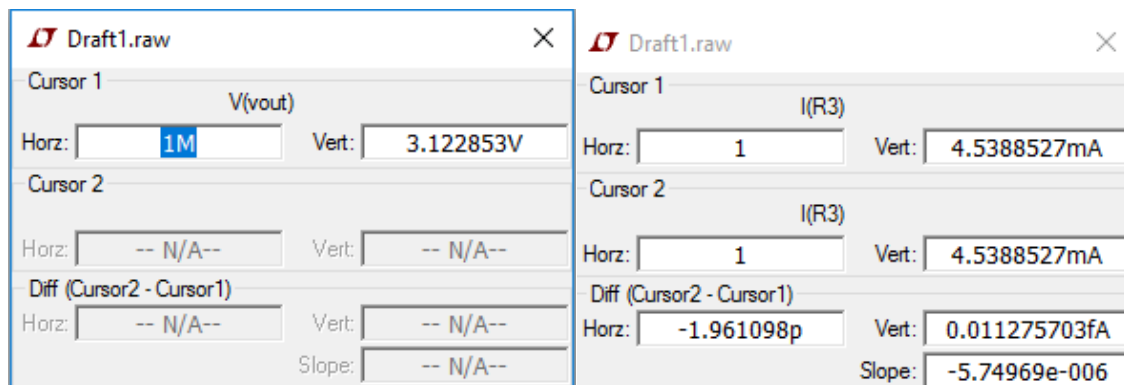 Draft1.raw
Cursor 1
V(vout)
Horz: 1M Vert: 3.122853V
Cursor 2
Horz: -- N/A-- Vert: -- N/A--
Diff (Cursor2 - Cursor1)
Horz: -- N/A-- Vert: -- N/A--
Slope: -- N/A--
Draft1.raw
Cursor 1
I(R3)
Horz: 1 Vert: 4.5388527mA
Cursor 2
I(R3)
Horz: 1 Vert: 4.5388527mA
Diff (Cursor2 - Cursor1)
Horz: -1.961098p Vert: 0.011275703fA
Slope: -5.74969e-006